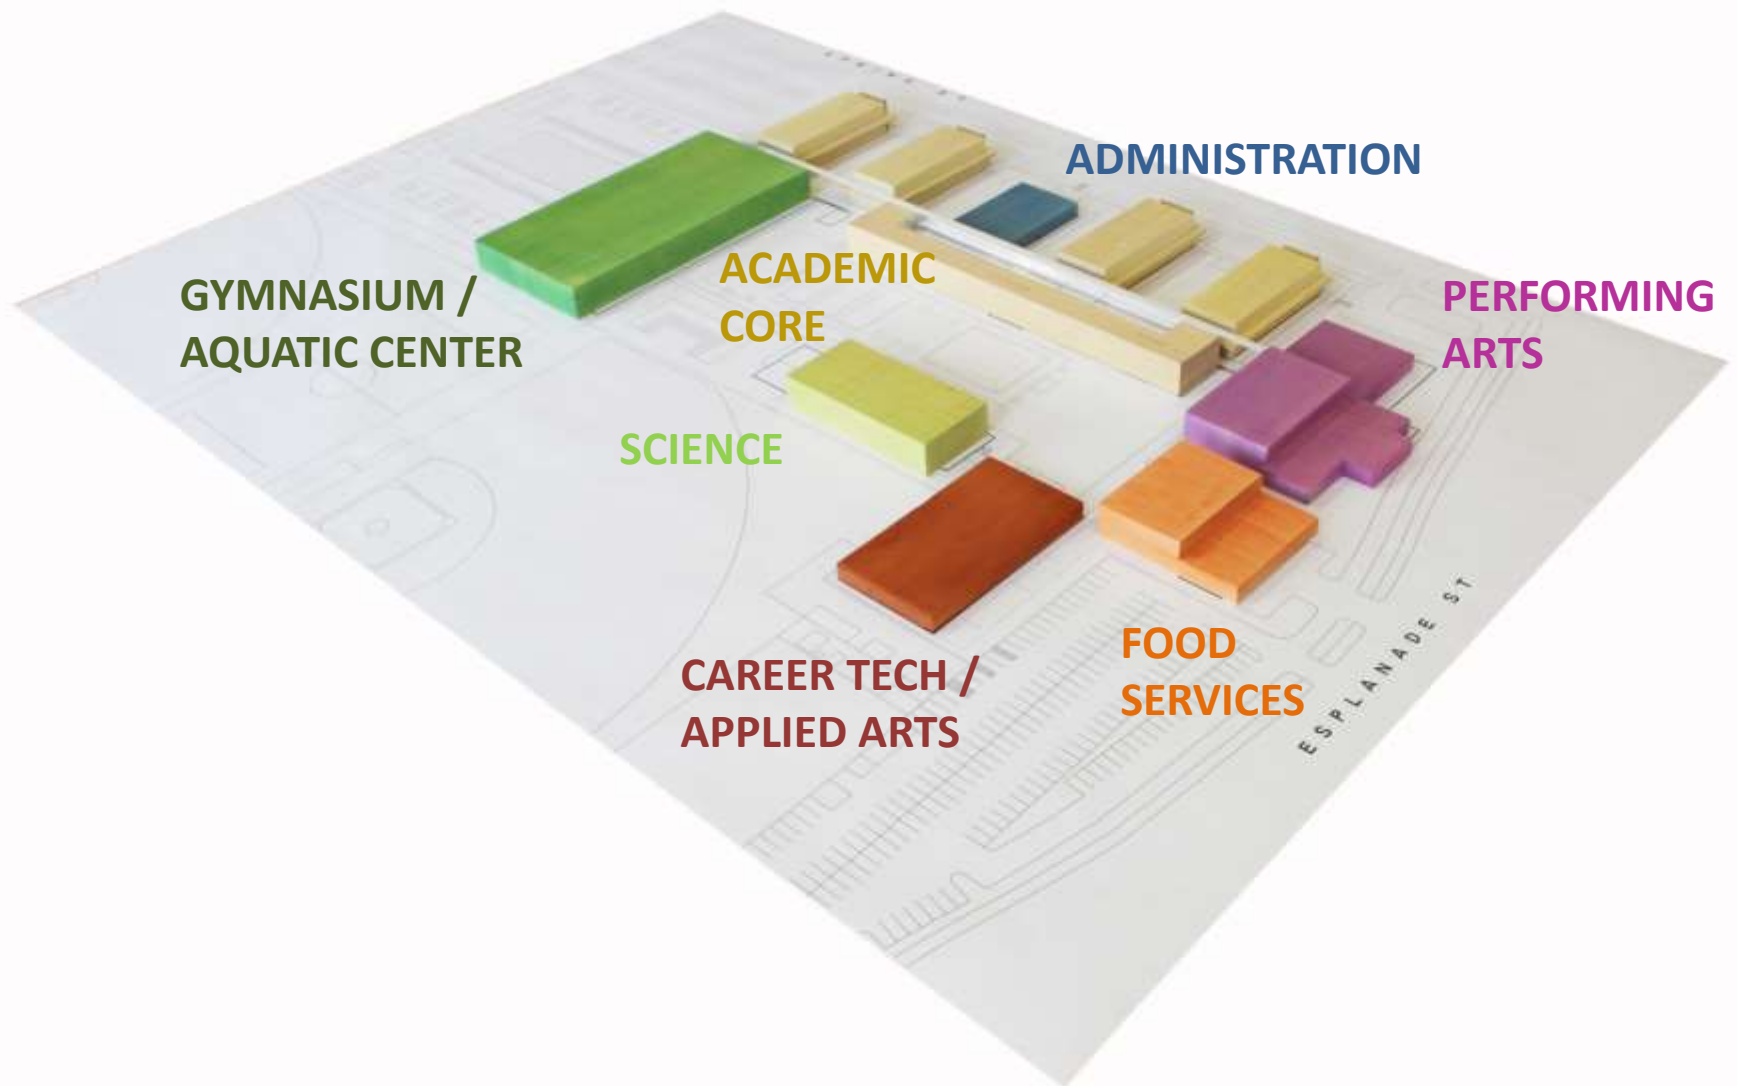 ADMINISTRATION
ACADEMIC
CORE
GYMNASIUM /
AQUATIC CENTER
PERFORMING
ARTS
SCIENCE
FOOD
SERVICES
CAREER TECH /
APPLIED ARTS
ESPLANADE ST